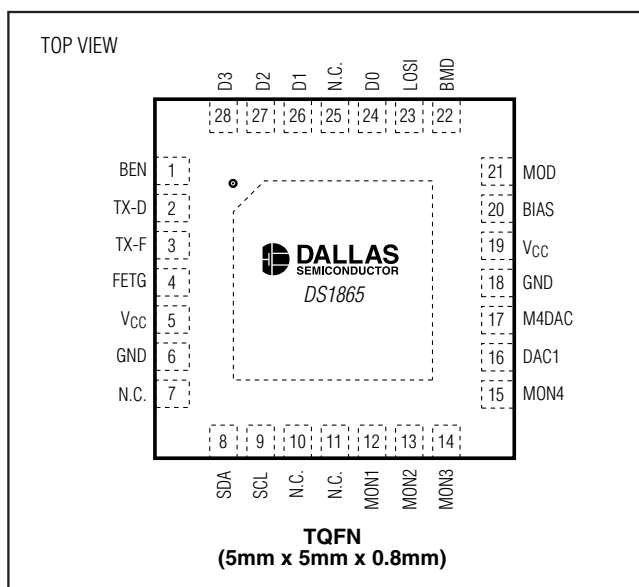 TOP VIEW
D3 D2 D1 N.C. D0 LOSI BMD
28 27 26 25 24 23 22
BEN 1 21 MOD
TX-D 2 20 BIAS
TX-F 3 19 VCC
FETG 4 18 GND
VCC 5 17 M4DAC
GND 6 16 DAC1
N.C. 7 15 MON4
DALLAS
SEMICONDUCTOR
DS1865
8 9 10 11 12 13 14
SDA SCL N.C. N.C. MON1 MON2 MON3
TQFN
(5mm x 5mm x 0.8mm)